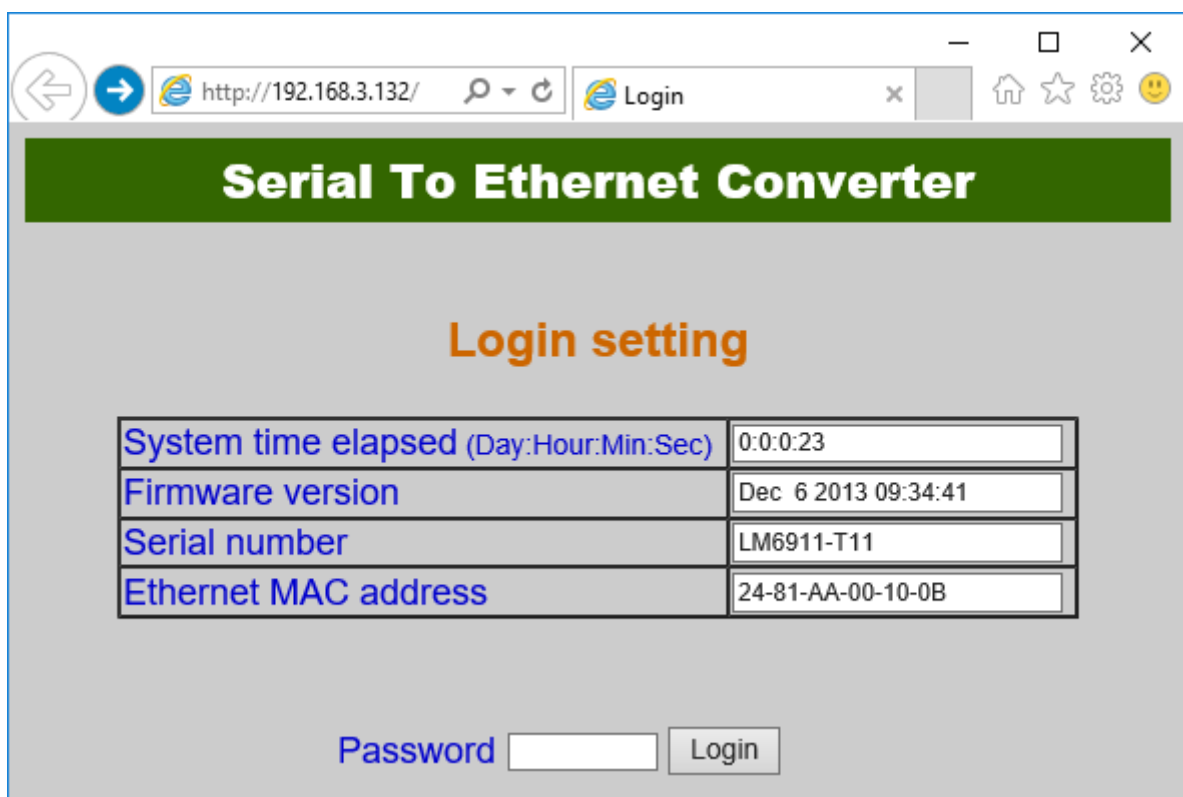 http://192.168.3.132/
Login
Serial To Ethernet Converter
Login setting
System time elapsed (Day:Hour:Min:Sec) 0:0:0:23
Firmware version Dec  6 2013 09:34:41
Serial number LM6911-T11
Ethernet MAC address 24-81-AA-00-10-0B
Password Login